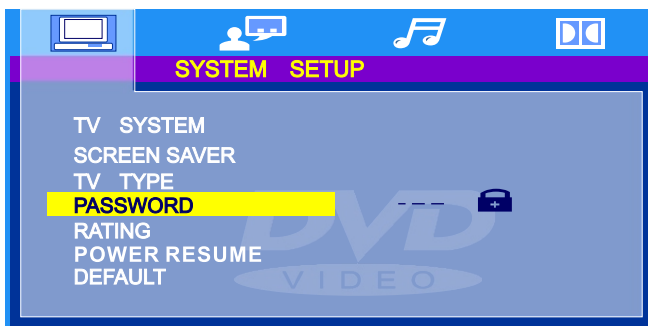 SYSTEM SETUP
TV SYSTEM
SCREEN SAVER
TV TYPE
PASSWORD - - -
RATING
POWER RESUME
DEFAULT
DVD
VIDEO